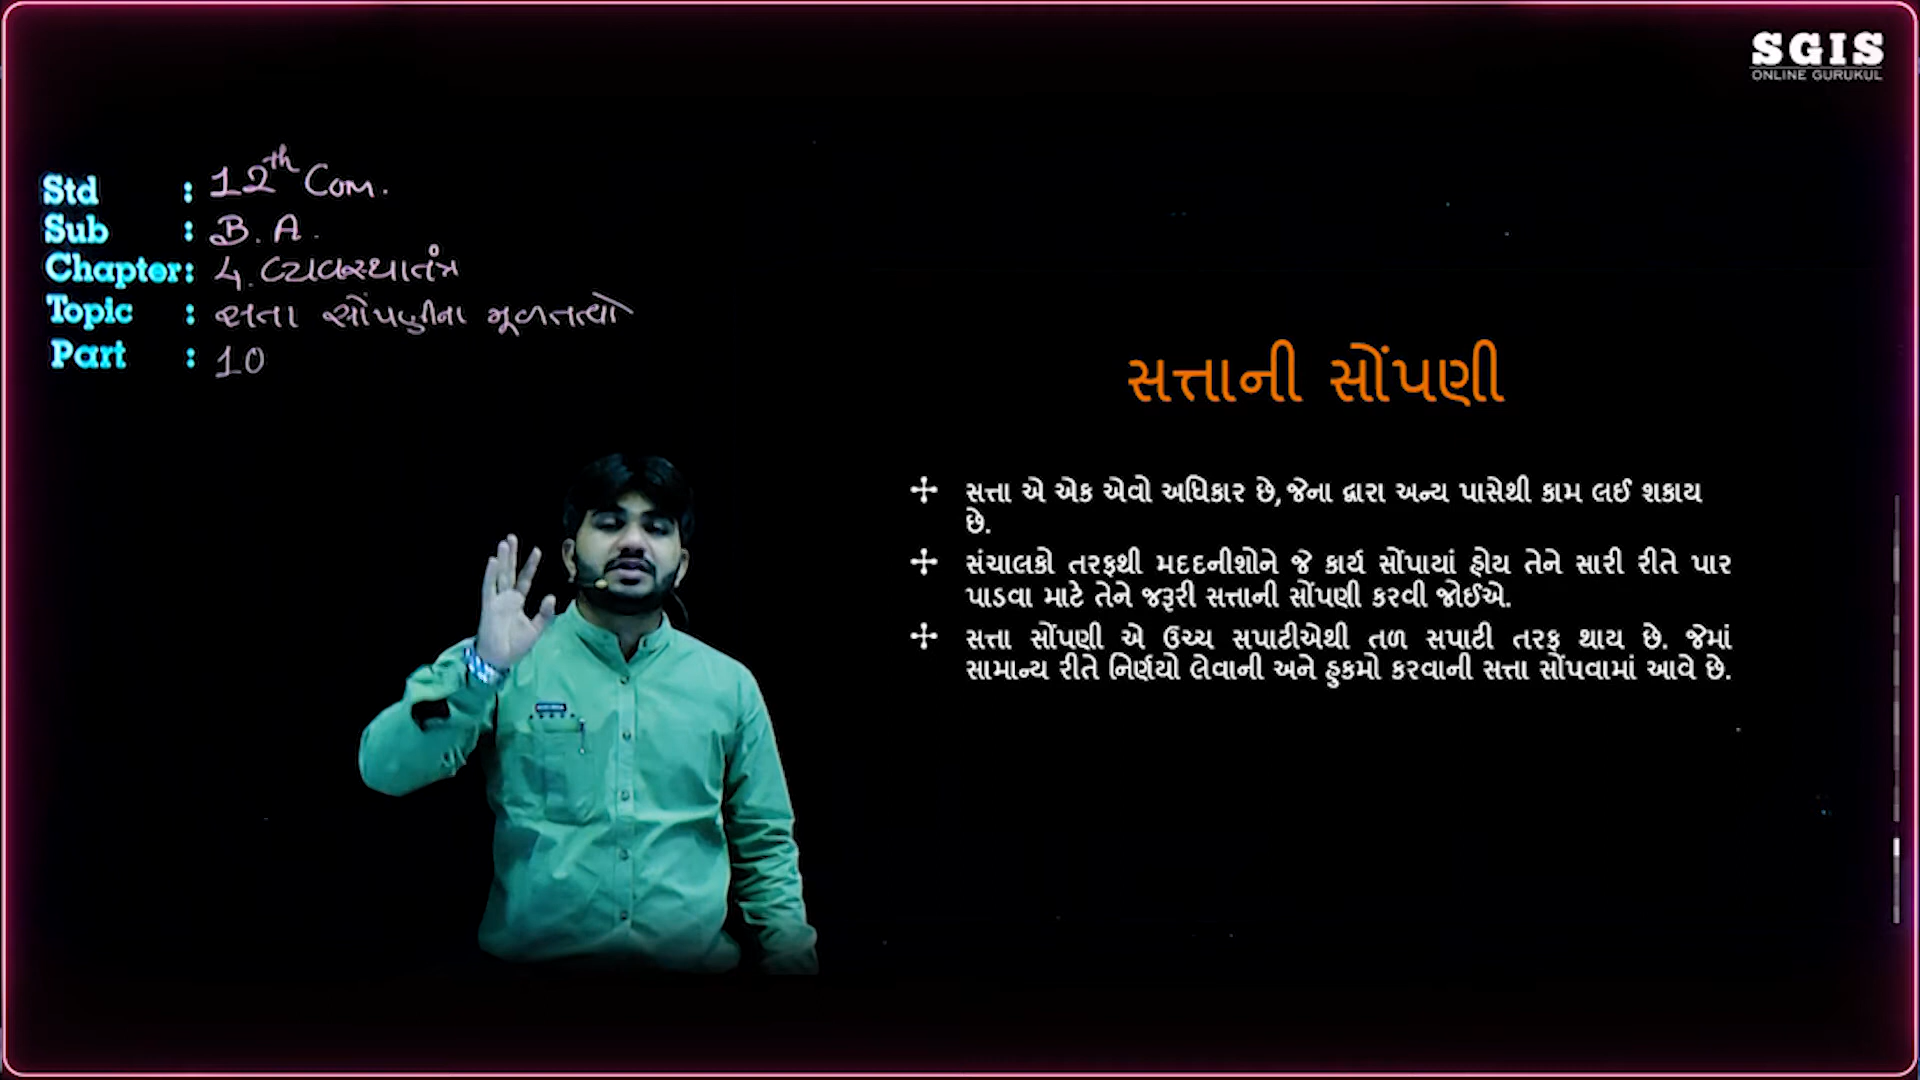 SGIS
ONLINE GURUKUL
Std : 12th Com.
Sub : B. A.
Chapter: 4. વ્યવસ્થાતંત્ર
Topic : સતા સોંપણીના મૂળતત્વો
Part : 10
સત્તાની સોંપણી
સત્તા એ એક એવો અધિકાર છે, જેના દ્વારા અન્ય પાસેથી કામ લઈ શકાય
છે.
સંચાલકો તરફથી મદદનીશોને જે કાર્ય સોંપાયાં હોય તેને સારી રીતે પાર
પાડવા માટે તેને જરૂરી સત્તાની સોંપણી કરવી જોઈએ.
સત્તા સોંપણી એ ઉચ્ચ સપાટીએથી તળ સપાટી તરફ થાય છે. જેમાં
સામાન્ય રીતે નિર્ણયો લેવાની અને હુકમો કરવાની સત્તા સોંપવામાં આવે છે.